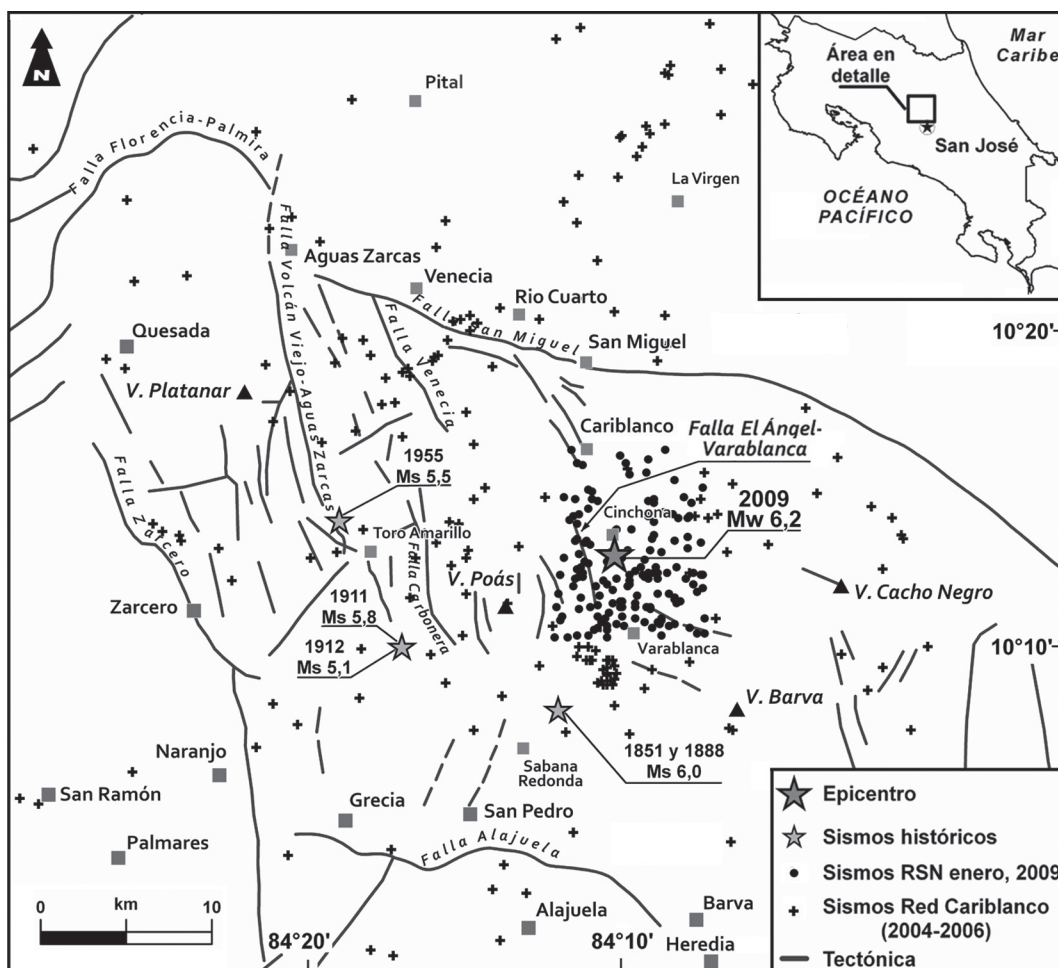 N
Pital
Falla Florencia-Palmira
La Virgen
Falla Volcán Viejo-Aguas Zarcas
Aguas Zarcas
Venecia
Falla San Miguel
Rio Cuarto
San Miguel
Quesada
Falla Venecia
V. Platanar
Cariblanco
Falla El Ángel-
Varablanca
1955
Ms 5,5
2009
Mw 6,2
Cinchona
Falla Zarcero
Toro Amarillo
Falla Carbonera
V. Poás
V. Cacho Negro
Zarcero
1911
Ms 5,8
1912
Ms 5,1
Varablanca
V. Barva
1851 y 1888
Ms 6,0
Sabana
Redonda
Naranjo
San Ramón
Grecia
San Pedro
Palmares
Falla Alajuela
Alajuela
Barva
Heredia
0 km 10
84°20'
84°10'
10°20'
10°10'
Mar
Caribe
Área en
detalle
San José
OCÉANO
PACÍFICO
Epicentro
Sismos históricos
Sismos RSN enero, 2009
Sismos Red Cariblanco
(2004-2006)
Tectónica